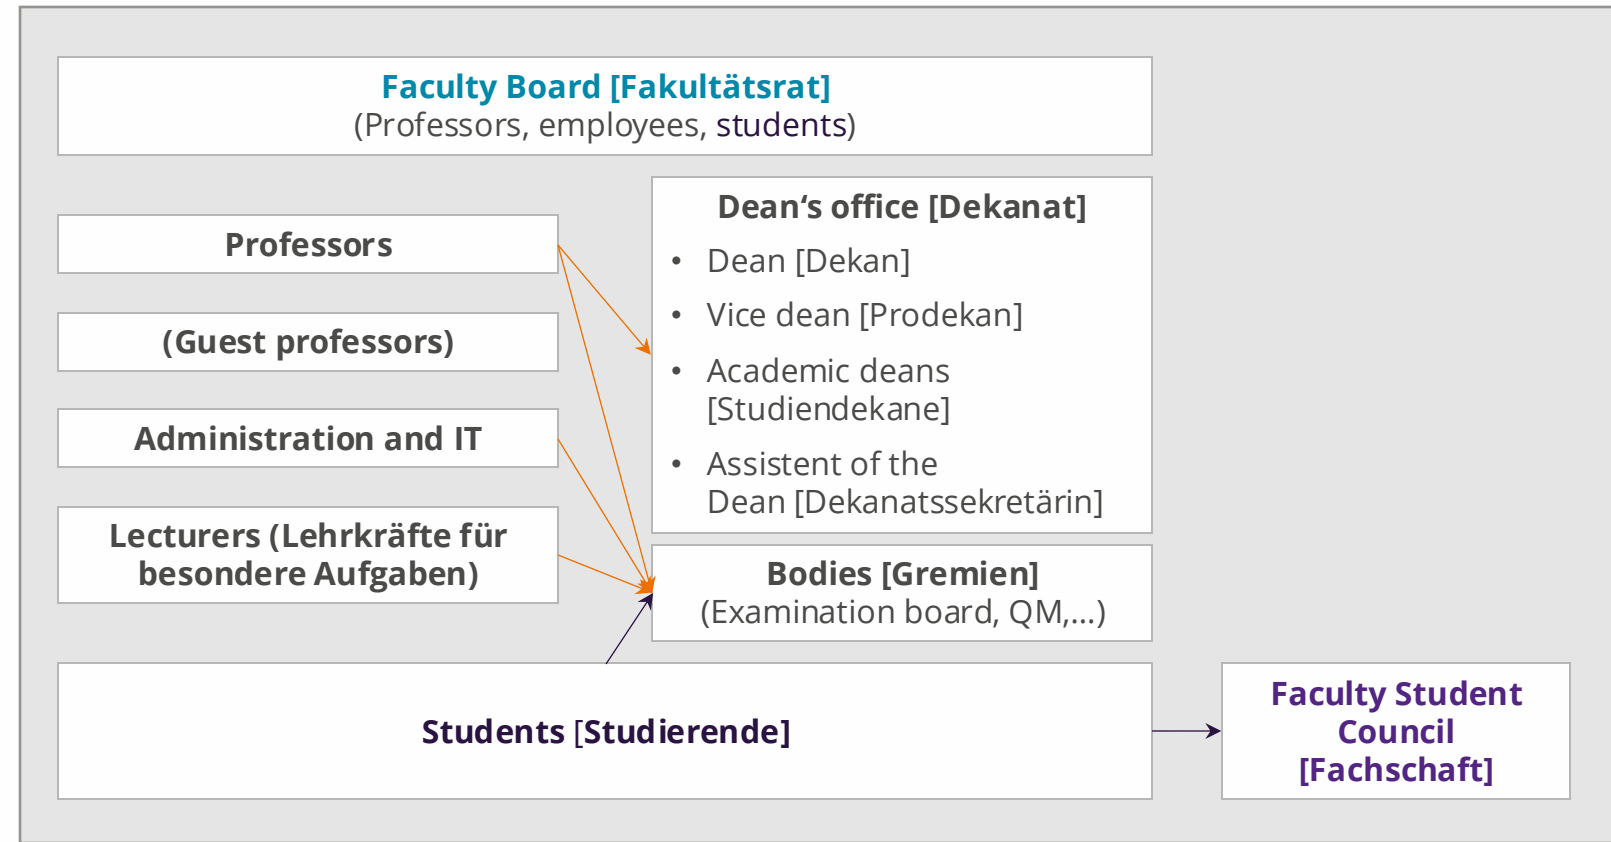 Faculty Board [Fakultätsrat]
(Professors, employees, students)
Professors
(Guest professors)
Administration and IT
Lecturers (Lehrkräfte für
besondere Aufgaben)
Dean‘s office [Dekanat]
• Dean [Dekan]
• Vice dean [Prodekan]
• Academic deans
[Studiendekane]
• Assistent of the
Dean [Dekanatssekretärin]
Bodies [Gremien]
(Examination board, QM,…)
Students [Studierende]
Faculty Student
Council
[Fachschaft]